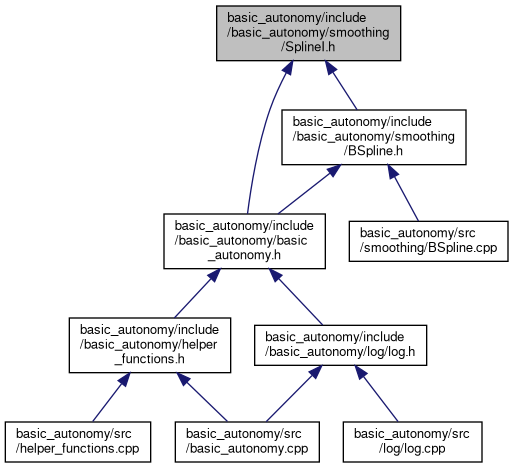 basic_autonomy/include
/basic_autonomy/smoothing
/SplineI.h
basic_autonomy/include
/basic_autonomy/smoothing
/BSpline.h
basic_autonomy/include
/basic_autonomy/basic
_autonomy.h
basic_autonomy/src
/smoothing/BSpline.cpp
basic_autonomy/include
/basic_autonomy/helper
_functions.h
basic_autonomy/include
/basic_autonomy/log/log.h
basic_autonomy/src
/helper_functions.cpp
basic_autonomy/src
/basic_autonomy.cpp
basic_autonomy/src
/log/log.cpp